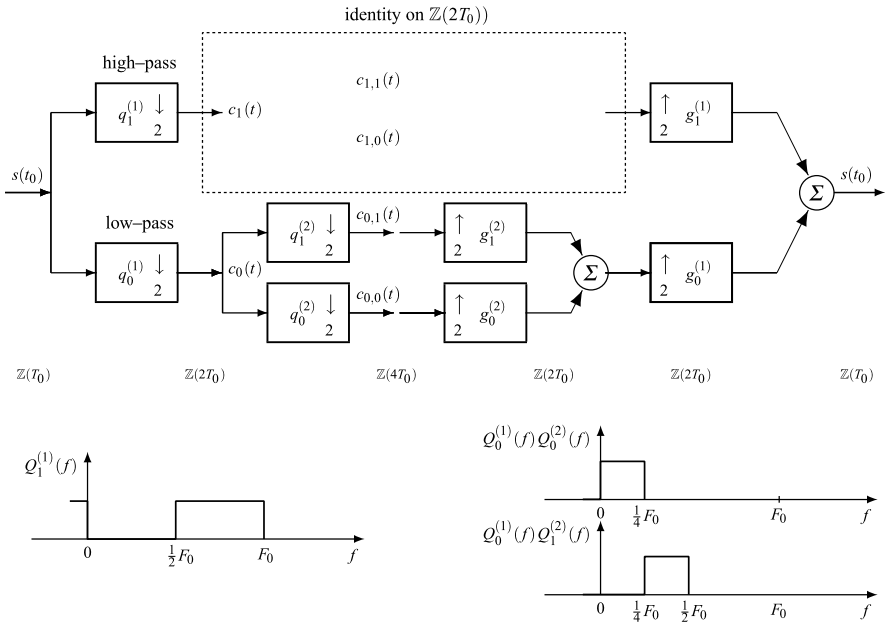 identity on ℤ(2T₀))
high–pass
c₁,₁(t)
q₁⁽¹⁾ ↓ 2
c₁(t)
↑ 2 g₁⁽¹⁾
c₁,₀(t)
s(t₀)
Σ
s(t₀)
low–pass
q₁⁽²⁾ ↓ 2
c₀,₁(t)
↑ 2 g₁⁽²⁾
q₀⁽¹⁾ ↓ 2
c₀(t)
Σ
↑ 2 g₀⁽¹⁾
q₀⁽²⁾ ↓ 2
c₀,₀(t)
↑ 2 g₀⁽²⁾
ℤ(T₀) ℤ(2T₀) ℤ(4T₀) ℤ(2T₀) ℤ(2T₀) ℤ(T₀)
Q₁⁽¹⁾(f)
0 ½F₀ F₀ f
Q₀⁽¹⁾(f) Q₀⁽²⁾(f)
0 ¼F₀ F₀ f
Q₀⁽¹⁾(f) Q₁⁽²⁾(f)
0 ¼F₀ ½F₀ F₀ f